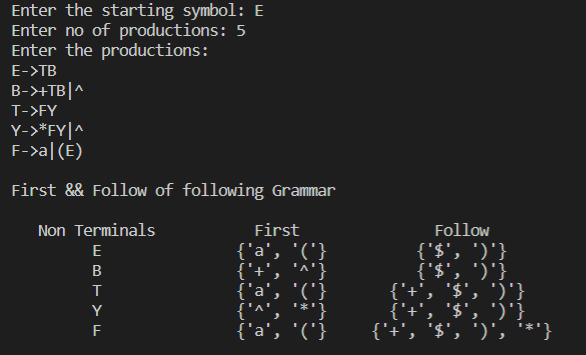 Enter the starting symbol: E
Enter no of productions: 5
Enter the productions:
E->TB
B->+TB|^
T->FY
Y->*FY|^
F->a|(E)
First && Follow of following Grammar
Non Terminals First Follow
E {'a', '('} {'$', ')'}
B {'+', '^'} {'$', ')'}
T {'a', '('} {'+', '$', ')'}
Y {'^', '*'} {'+', '$', ')'}
F {'a', '('} {'+', '$', ')', '*'}